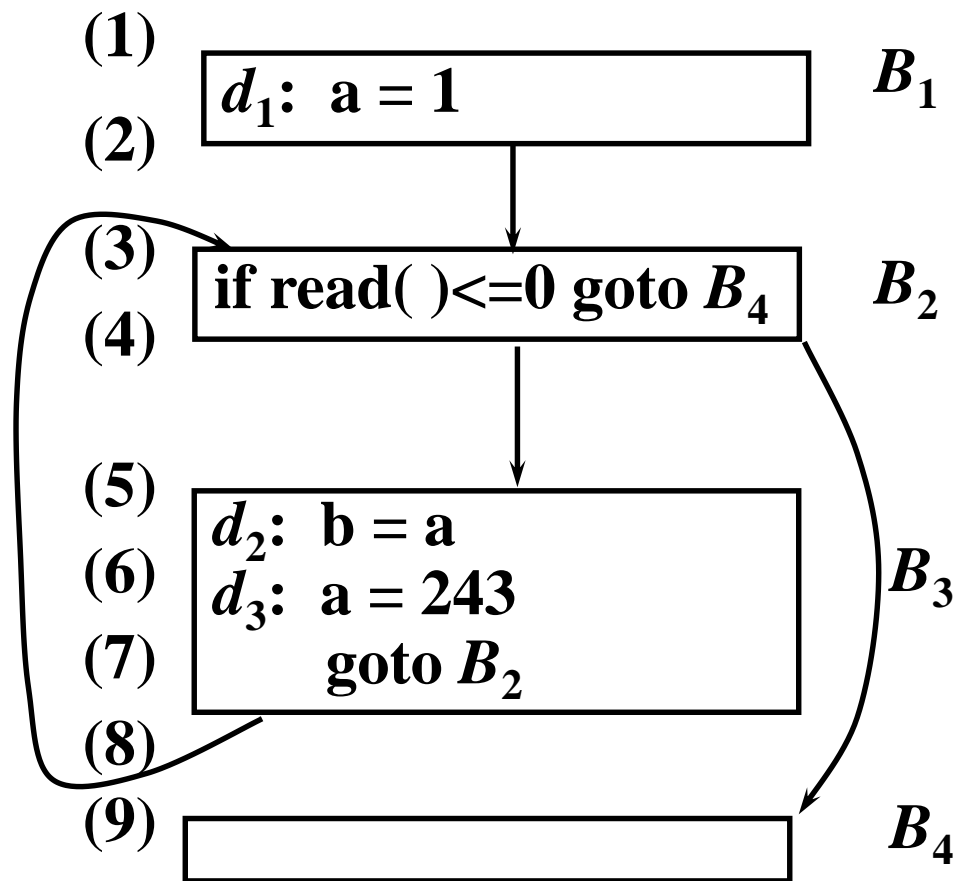 (1)
d₁: a = 1 B₁
(2)
(3)
if read( )<=0 goto B₄ B₂
(4)
(5)
d₂: b = a
(6) B₃
d₃: a = 243
(7) goto B₂
(8)
(9) B₄